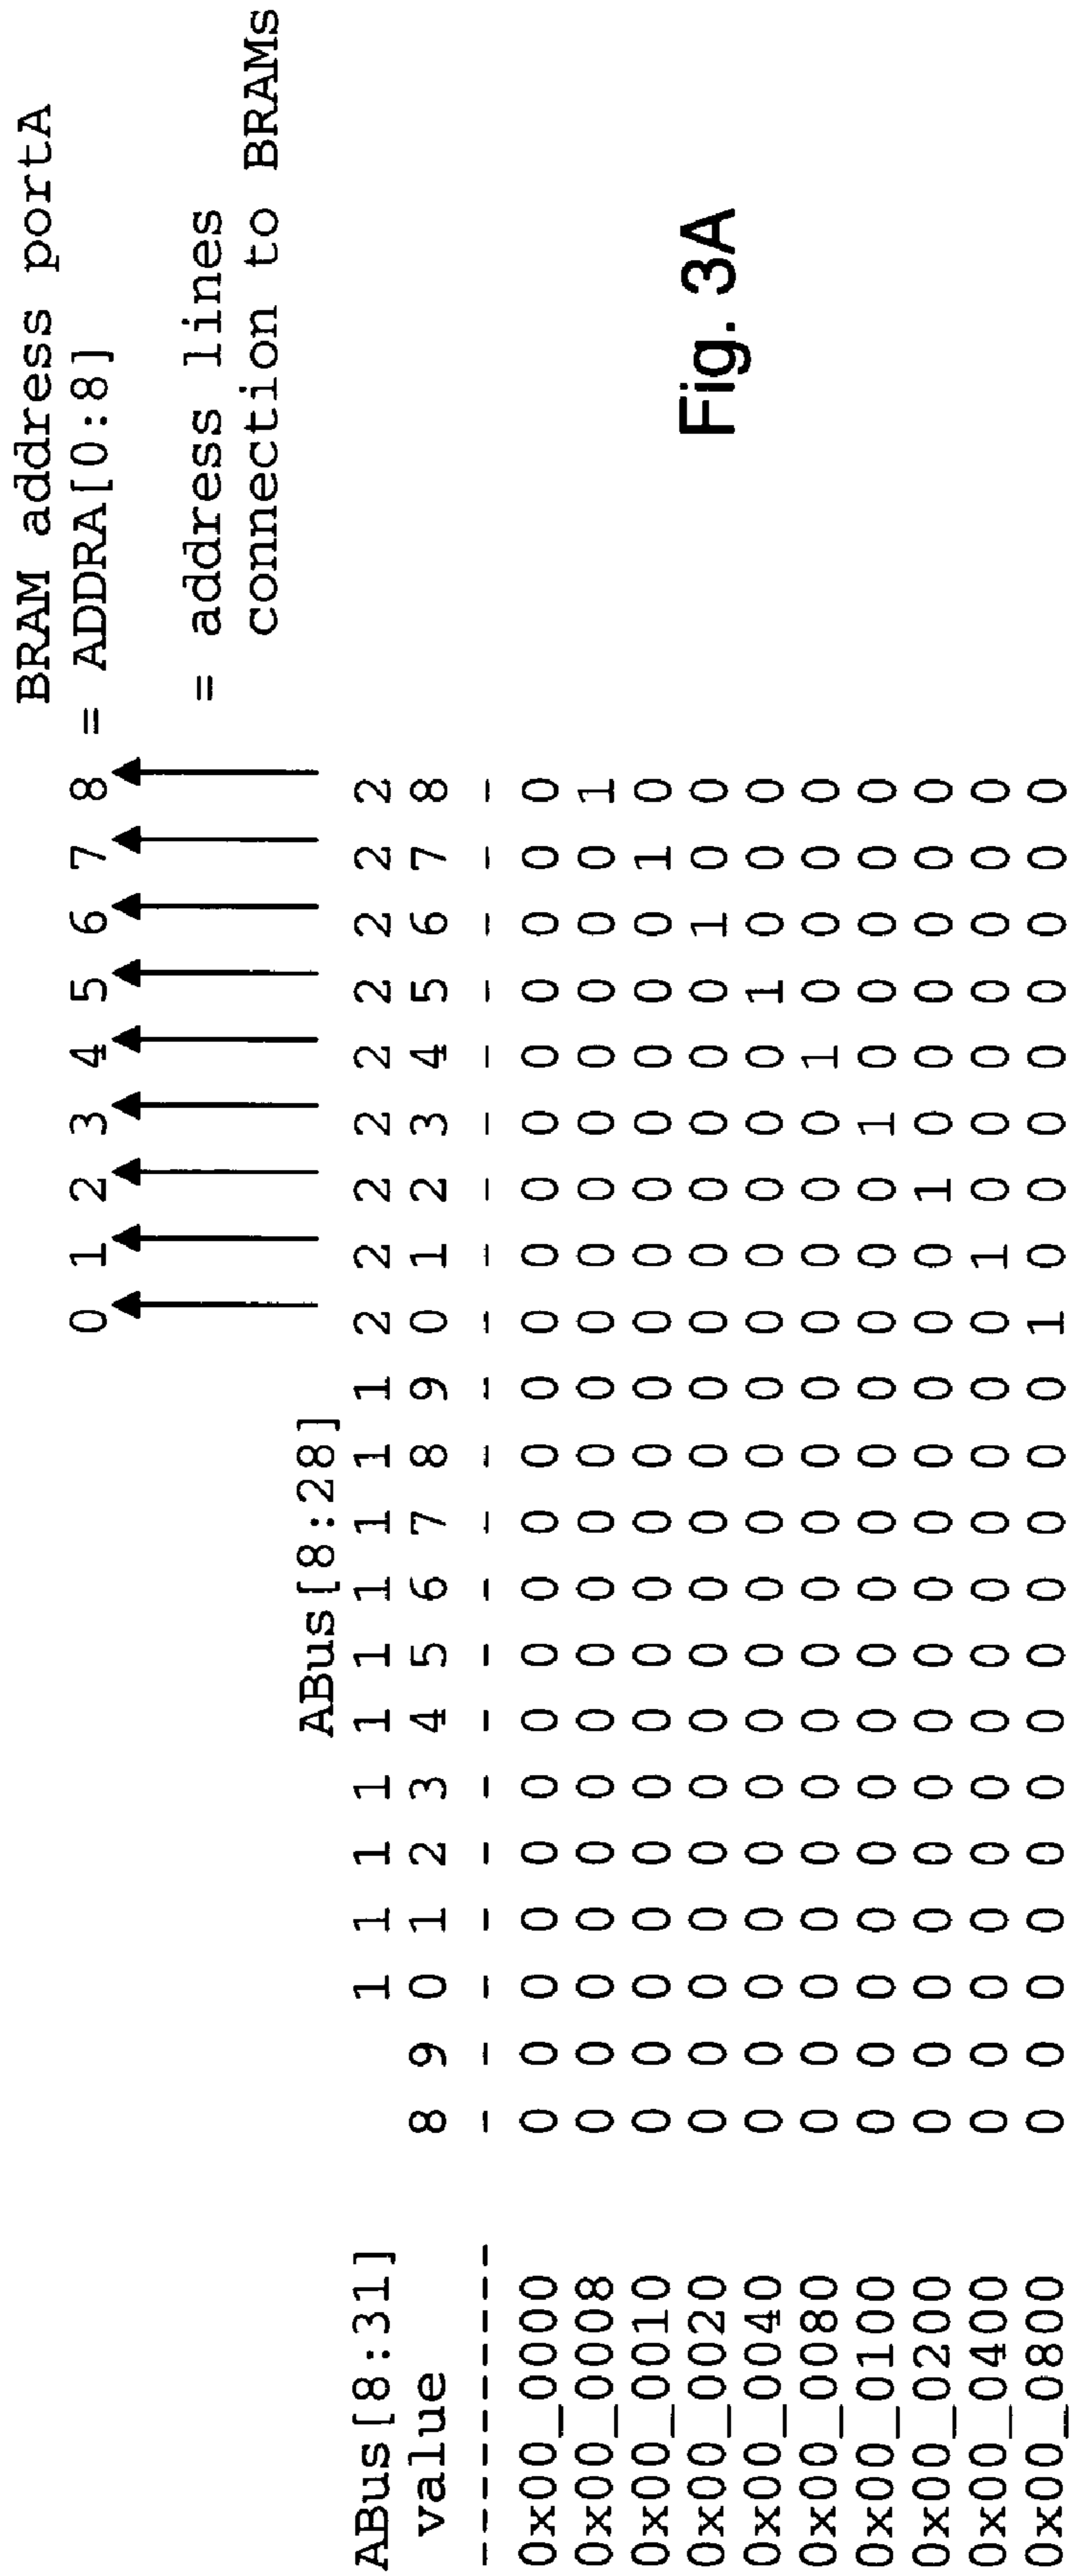 BRAM address portA
0 1 2 3 4 5 6 7 8 = ADDRA[0:8]
= address lines
connection to BRAMs
ABus[8:28]
ABus[8:31] 1 1 1 1 1 1 1 1 1 1 2 2 2 2 2 2 2 2 2
value 8 9 0 1 2 3 4 5 6 7 8 9 0 1 2 3 4 5 6 7 8
---------- - - - - - - - - - - - - - - - - - - - - -
0x00_0000 0 0 0 0 0 0 0 0 0 0 0 0 0 0 0 0 0 0 0 0 0
0x00_0008 0 0 0 0 0 0 0 0 0 0 0 0 0 0 0 0 0 0 0 0 1
0x00_0010 0 0 0 0 0 0 0 0 0 0 0 0 0 0 0 0 0 0 0 1 0
0x00_0020 0 0 0 0 0 0 0 0 0 0 0 0 0 0 0 0 0 0 1 0 0
0x00_0040 0 0 0 0 0 0 0 0 0 0 0 0 0 0 0 0 0 1 0 0 0
0x00_0080 0 0 0 0 0 0 0 0 0 0 0 0 0 0 0 0 1 0 0 0 0
0x00_0100 0 0 0 0 0 0 0 0 0 0 0 0 0 0 0 1 0 0 0 0 0
0x00_0200 0 0 0 0 0 0 0 0 0 0 0 0 0 0 1 0 0 0 0 0 0
0x00_0400 0 0 0 0 0 0 0 0 0 0 0 0 0 1 0 0 0 0 0 0 0
0x00_0800 0 0 0 0 0 0 0 0 0 0 0 0 1 0 0 0 0 0 0 0 0
Fig. 3A